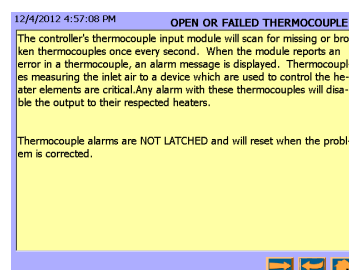 12/4/2012 4:57:08 PM
OPEN OR FAILED THERMOCOUPLE
The controller's thermocouple input module will scan for missing or bro
ken thermocouples once every second. When the module reports an
error in a thermocouple, an alarm message is displayed. Thermocoupl
es measuring the inlet air to a device which are used to control the he-
ater elements are critical.Any alarm with these thermocouples will disa-
ble the output to their respected heaters.
Thermocouple alarms are NOT LATCHED and will reset when the probl-
em is corrected.